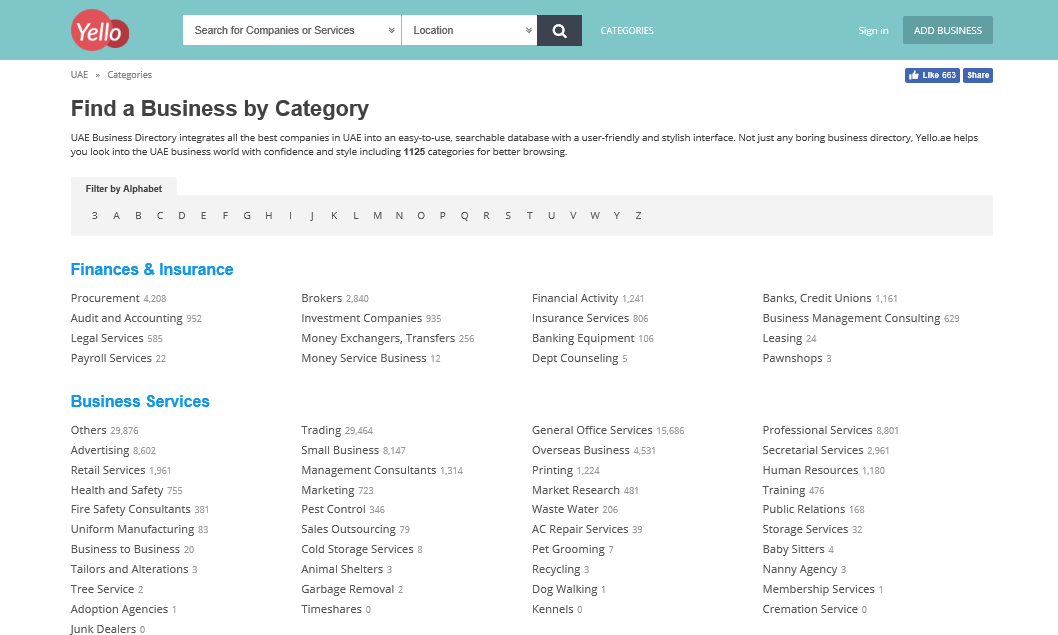 Yello
Search for Companies or Services
Location
CATEGORIES
Sign in
ADD BUSINESS
UAE » Categories
Like 663 Share
Find a Business by Category
UAE Business Directory integrates all the best companies in UAE into an easy-to-use, searchable database with a user-friendly and stylish interface. Not just any boring business directory, Yello.ae helps
you look into the UAE business world with confidence and style including 1125 categories for better browsing.
Filter by Alphabet
3 A B C D E F G H I J K L M N O P Q R S T U V W Y Z
Finances & Insurance
Procurement 4,208 Brokers 2,840 Financial Activity 1,241 Banks, Credit Unions 1,161
Audit and Accounting 952 Investment Companies 935 Insurance Services 806 Business Management Consulting 629
Legal Services 585 Money Exchangers, Transfers 256 Banking Equipment 106 Leasing 24
Payroll Services 22 Money Service Business 12 Dept Counseling 5 Pawnshops 3
Business Services
Others 29,876 Trading 29,464 General Office Services 15,686 Professional Services 8,801
Advertising 8,602 Small Business 8,147 Overseas Business 4,531 Secretarial Services 2,961
Retail Services 1,961 Management Consultants 1,314 Printing 1,224 Human Resources 1,180
Health and Safety 755 Marketing 723 Market Research 481 Training 476
Fire Safety Consultants 381 Pest Control 346 Waste Water 206 Public Relations 168
Uniform Manufacturing 83 Sales Outsourcing 79 AC Repair Services 39 Storage Services 32
Business to Business 20 Cold Storage Services 8 Pet Grooming 7 Baby Sitters 4
Tailors and Alterations 3 Animal Shelters 3 Recycling 3 Nanny Agency 3
Tree Service 2 Garbage Removal 2 Dog Walking 1 Membership Services 1
Adoption Agencies 1 Timeshares 0 Kennels 0 Cremation Service 0
Junk Dealers 0